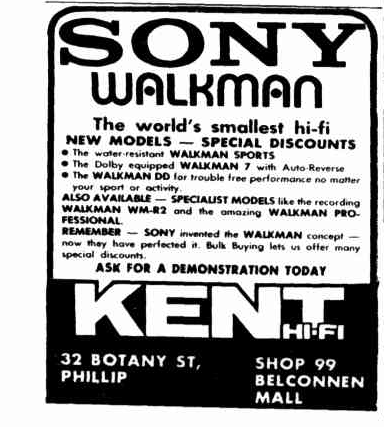 SONY
WALKMAN
The world's smallest hi-fi
NEW MODELS — SPECIAL DISCOUNTS
● The water-resistant WALKMAN SPORTS
● The Dolby equipped WALKMAN 7 with Auto-Reverse
● The WALKMAN DD for trouble free performance no matter
your sport or activity.
ALSO AVAILABLE — SPECIALIST MODELS like the recording
WALKMAN WM-R2 and the amazing WALKMAN PRO-
FESSIONAL.
REMEMBER — SONY invented the WALKMAN concept —
now they have perfected it. Bulk Buying lets us offer many
special discounts.
ASK FOR A DEMONSTRATION TODAY
KENT
HI-FI
32 BOTANY ST,
PHILLIP
SHOP 99
BELCONNEN
MALL